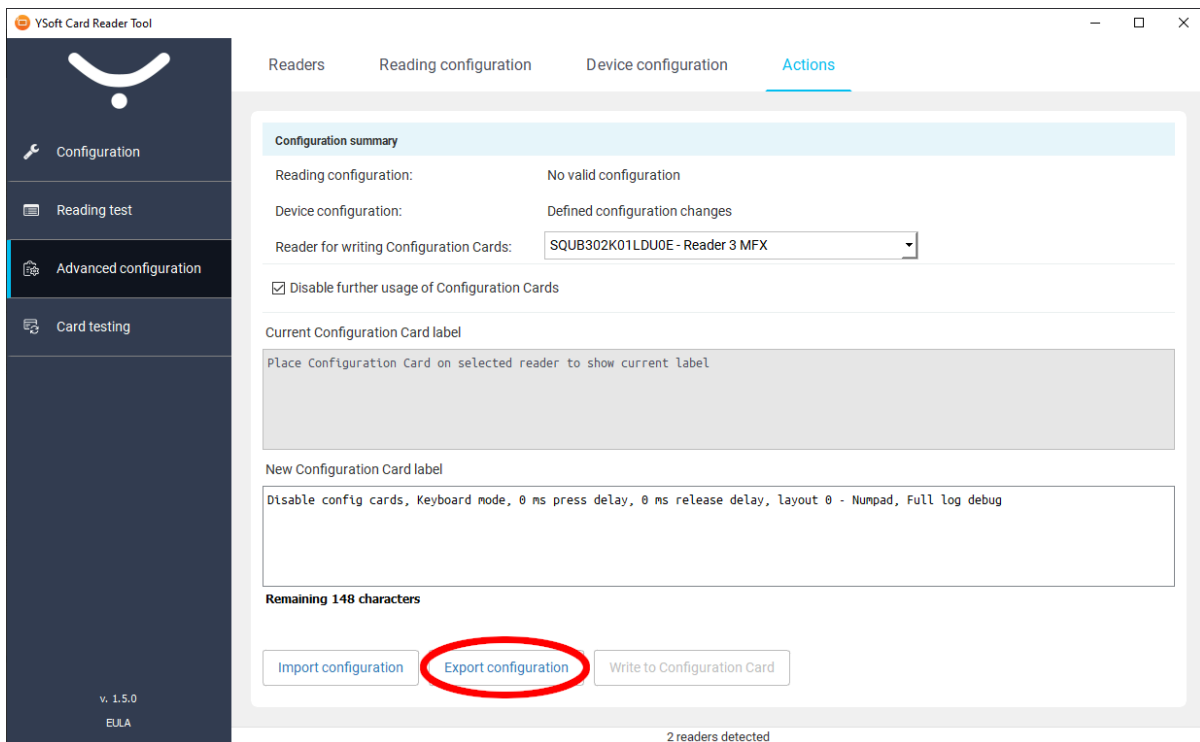 YSoft Card Reader Tool
Readers Reading configuration Device configuration Actions
Configuration
Reading test
Advanced configuration
Card testing
v. 1.5.0
EULA
Configuration summary
Reading configuration: No valid configuration
Device configuration: Defined configuration changes
Reader for writing Configuration Cards: SQUB302K01LDU0E - Reader 3 MFX
Disable further usage of Configuration Cards
Current Configuration Card label
Place Configuration Card on selected reader to show current label
New Configuration Card label
Disable config cards, Keyboard mode, 0 ms press delay, 0 ms release delay, layout 0 - Numpad, Full log debug
Remaining 148 characters
Import configuration Export configuration Write to Configuration Card
2 readers detected